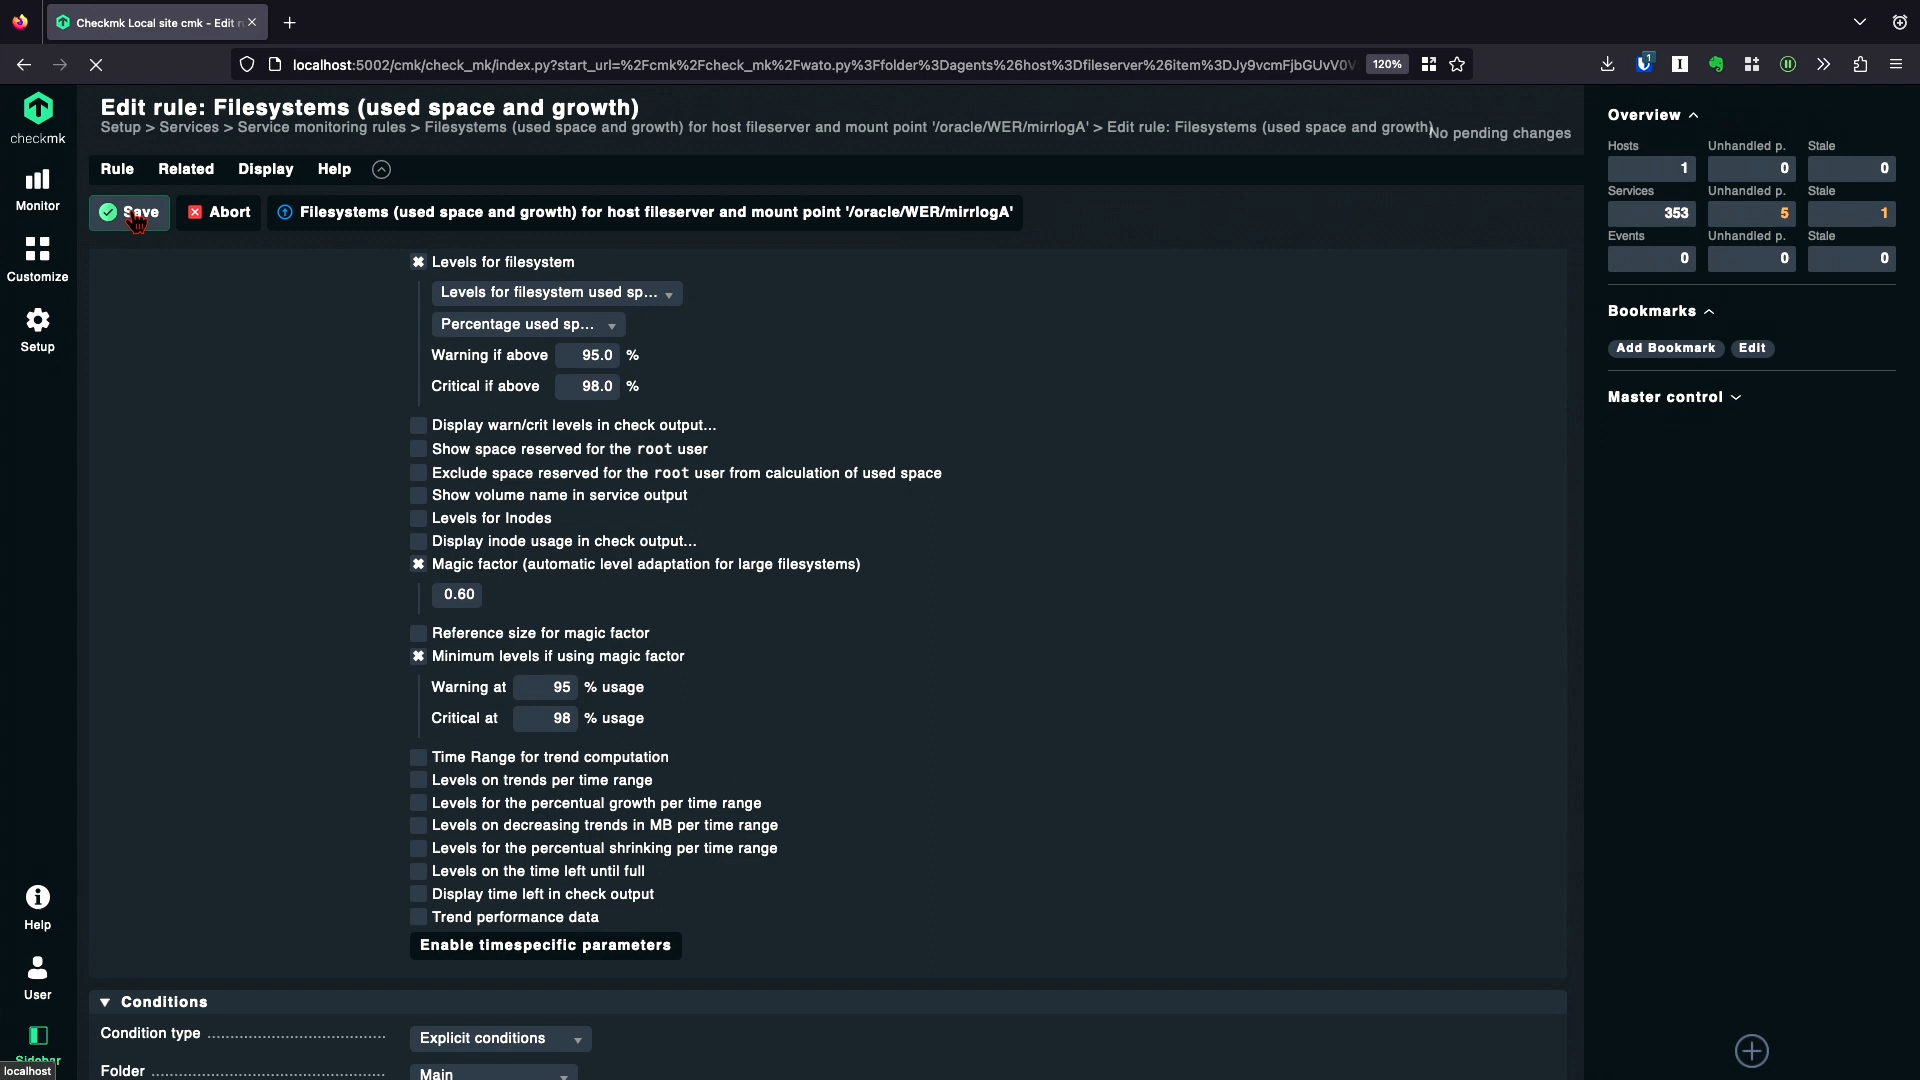 Checkmk Local site cmk - Edit r
localhost:5002/cmk/check_mk/index.py?start_url=%2Fcmk%2Fcheck_mk%2Fwato.py%3Ffolder%3Dagents%26host%3Dfileserver%26item%3DJy9vcmFjbGUvV0V
120%
1
checkmk
Monitor
Customize
Setup
Help
User
Sidebar
localhost
Edit rule: Filesystems (used space and growth)
Setup > Services > Service monitoring rules > Filesystems (used space and growth) for host fileserver and mount point '/oracle/WER/mirrlogA' > Edit rule: Filesystems (used space and growth)
No pending changes
Rule Related Display Help
Save Abort Filesystems (used space and growth) for host fileserver and mount point '/oracle/WER/mirrlogA'
Levels for filesystem
Levels for filesystem used sp...
Percentage used sp...
Warning if above 95.0 %
Critical if above 98.0 %
Display warn/crit levels in check output...
Show space reserved for the root user
Exclude space reserved for the root user from calculation of used space
Show volume name in service output
Levels for Inodes
Display inode usage in check output...
Magic factor (automatic level adaptation for large filesystems)
0.60
Reference size for magic factor
Minimum levels if using magic factor
Warning at 95 % usage
Critical at 98 % usage
Time Range for trend computation
Levels on trends per time range
Levels for the percentual growth per time range
Levels on decreasing trends in MB per time range
Levels for the percentual shrinking per time range
Levels on the time left until full
Display time left in check output
Trend performance data
Enable timespecific parameters
Conditions
Condition type Explicit conditions
Folder Main
Overview
Hosts Unhandled p. Stale
1 0 0
Services Unhandled p. Stale
353 5 1
Events Unhandled p. Stale
0 0 0
Bookmarks
Add Bookmark Edit
Master control